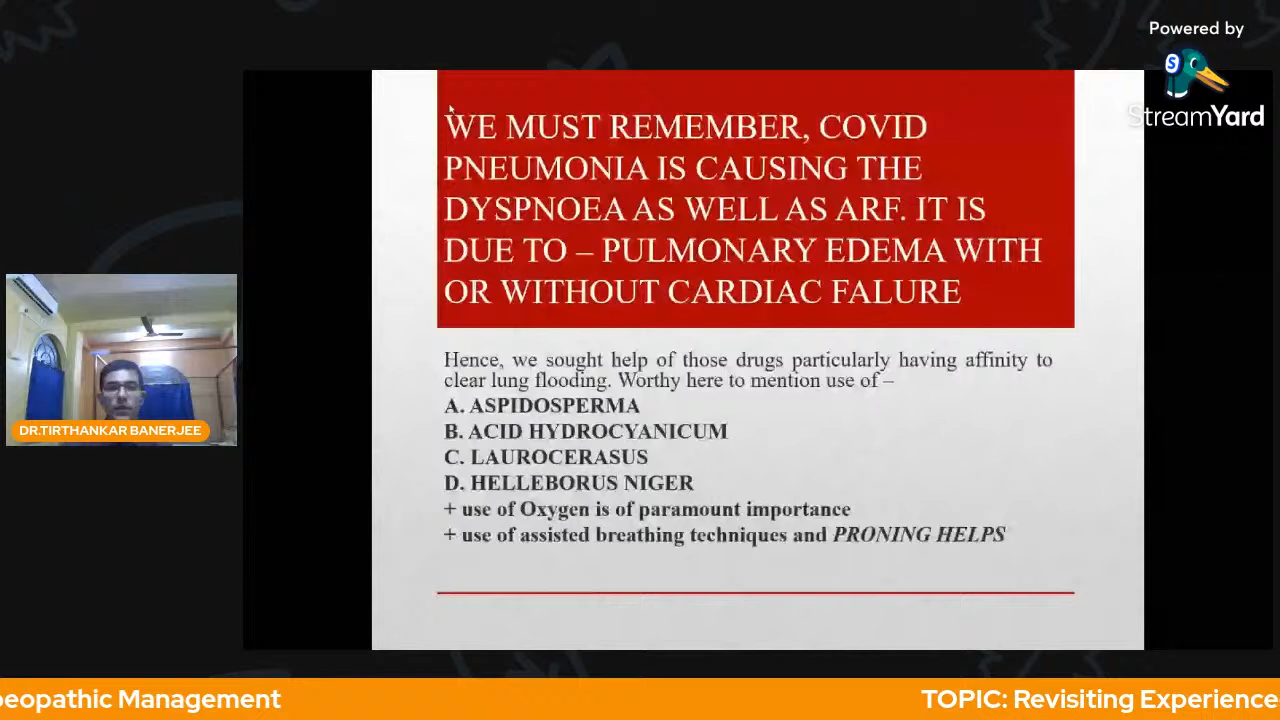 Powered by
StreamYard
WE MUST REMEMBER, COVID
PNEUMONIA IS CAUSING THE
DYSPNOEA AS WELL AS ARF. IT IS
DUE TO – PULMONARY EDEMA WITH
OR WITHOUT CARDIAC FALURE
Hence, we sought help of those drugs particularly having affinity to
clear lung flooding. Worthy here to mention use of –
A. ASPIDOSPERMA
B. ACID HYDROCYANICUM
C. LAUROCERASUS
D. HELLEBORUS NIGER
+ use of Oxygen is of paramount importance
+ use of assisted breathing techniques and PRONING HELPS
DR.TIRTHANKAR BANERJEE
oeopathic Management
TOPIC: Revisiting Experience